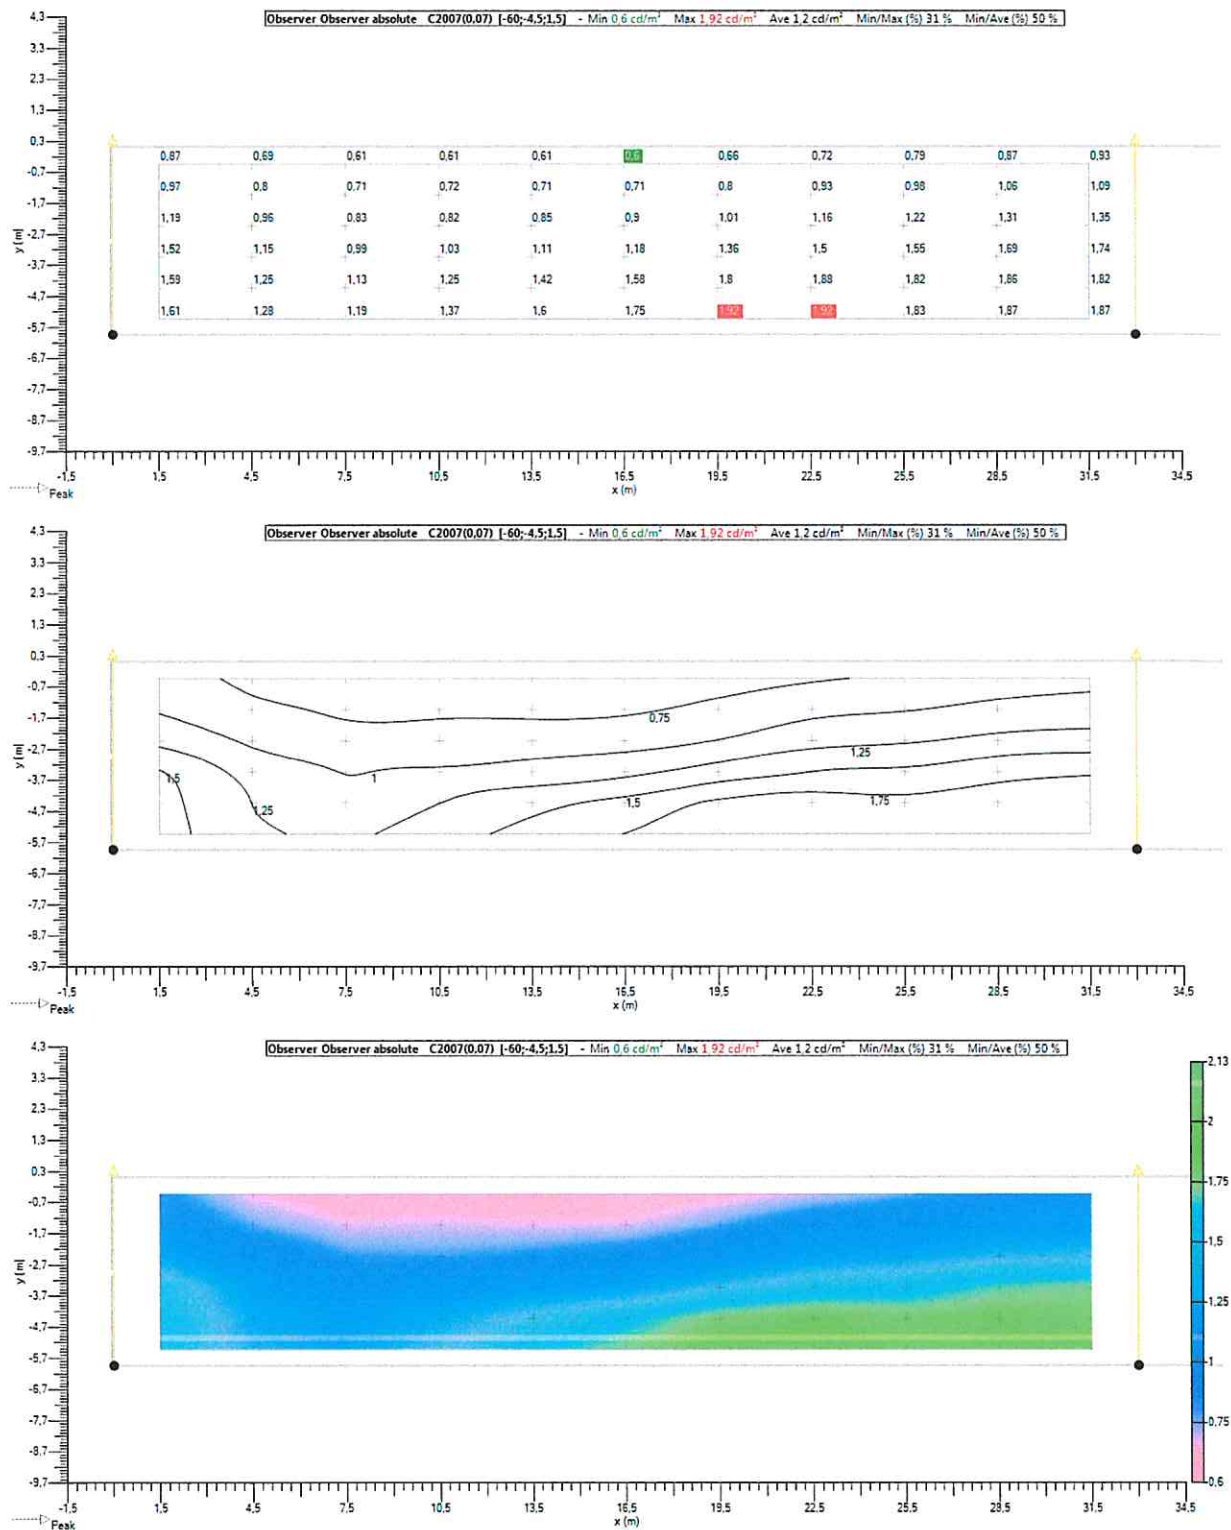 Observer Observer absolute C2007(0,07) [-60;-4,5;1,5] - Min 0,6 cd/m² Max 1,92 cd/m² Ave 1,2 cd/m² Min/Max (%) 31 % Min/Ave (%) 50 %
4,3
3,3
2,3
1,3
0,3
0,87 0,69 0,61 0,61 0,61 0,6 0,66 0,72 0,79 0,87 0,93
-0,7
0,97 0,8 0,71 0,72 0,71 0,71 0,8 0,93 0,98 1,06 1,09
-1,7
1,19 0,96 0,83 0,82 0,85 0,9 1,01 1,16 1,22 1,31 1,35
-2,7
y (m)
1,52 1,15 0,99 1,03 1,11 1,18 1,36 1,5 1,55 1,69 1,74
-3,7
1,59 1,25 1,13 1,25 1,42 1,58 1,8 1,88 1,82 1,86 1,82
-4,7
1,61 1,28 1,19 1,37 1,6 1,75 1,92 1,92 1,83 1,87 1,87
-5,7
-6,7
-7,7
-8,7
-9,7
-1,5 1,5 4,5 7,5 10,5 13,5 16,5 19,5 22,5 25,5 28,5 31,5 34,5
x (m)
Peak
Observer Observer absolute C2007(0,07) [-60;-4,5;1,5] - Min 0,6 cd/m² Max 1,92 cd/m² Ave 1,2 cd/m² Min/Max (%) 31 % Min/Ave (%) 50 %
4,3
3,3
2,3
1,3
0,3
-0,7
-1,7 0,75
-2,7 1,25
y (m)
-3,7 1,5 1
-4,7 1,25 1,5 1,75
-5,7
-6,7
-7,7
-8,7
-9,7
-1,5 1,5 4,5 7,5 10,5 13,5 16,5 19,5 22,5 25,5 28,5 31,5 34,5
x (m)
Peak
Observer Observer absolute C2007(0,07) [-60;-4,5;1,5] - Min 0,6 cd/m² Max 1,92 cd/m² Ave 1,2 cd/m² Min/Max (%) 31 % Min/Ave (%) 50 %
4,3
3,3
2,3
1,3
0,3
-0,7
-1,7
-2,7
y (m)
-3,7
-4,7
-5,7
-6,7
-7,7
-8,7
-9,7
2,13
2
1,75
1,5
1,25
1
0,75
0,6
-1,5 1,5 4,5 7,5 10,5 13,5 16,5 19,5 22,5 25,5 28,5 31,5 34,5
x (m)
Peak